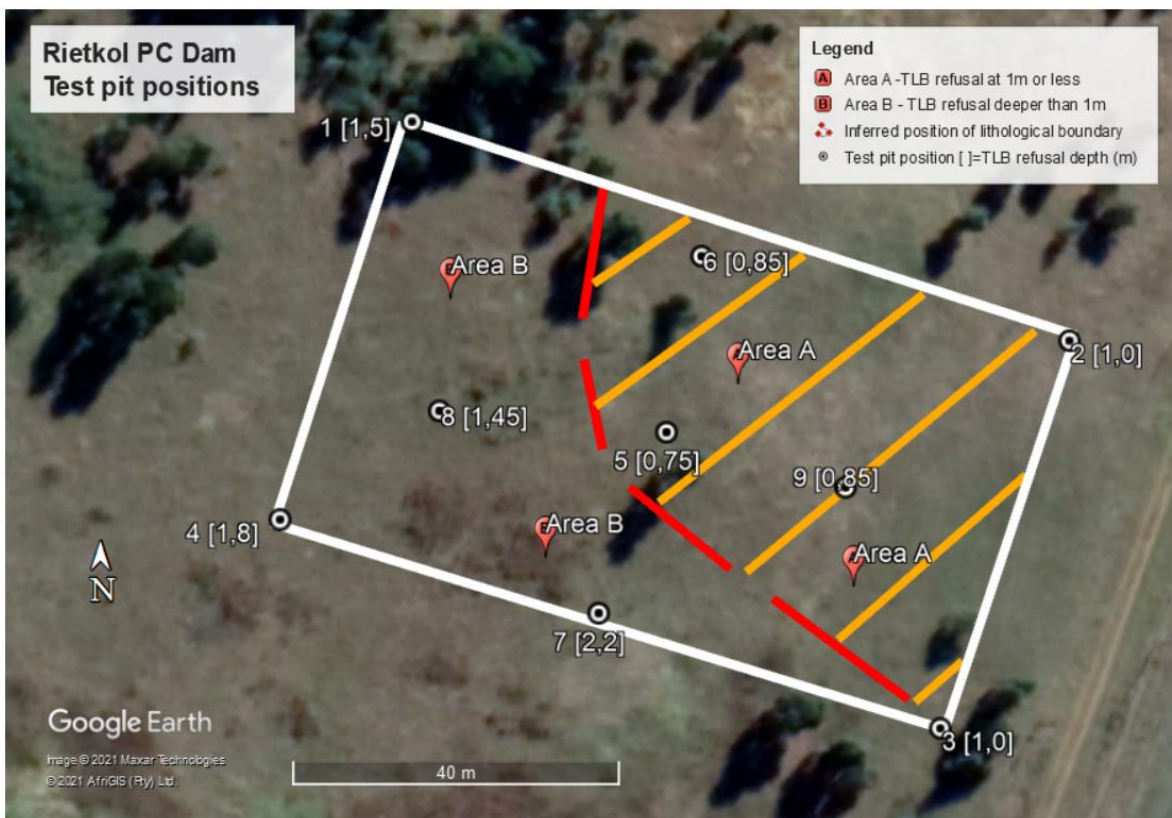 Rietkol PC Dam
Test pit positions
Legend
A Area A -TLB refusal at 1m or less
B Area B - TLB refusal deeper than 1m
Inferred position of lithological boundary
Test pit position [ ]=TLB refusal depth (m)
1 [1,5]
Area B
6 [0,85]
Area A
2 [1,0]
8 [1,45]
5 [0,75]
9 [0,85]
4 [1,8]
Area B
Area A
N
7 [2,2]
3 [1,0]
Google Earth
Image © 2021 Maxar Technologies
© 2021 AfriGIS (Pty) Ltd.
40 m